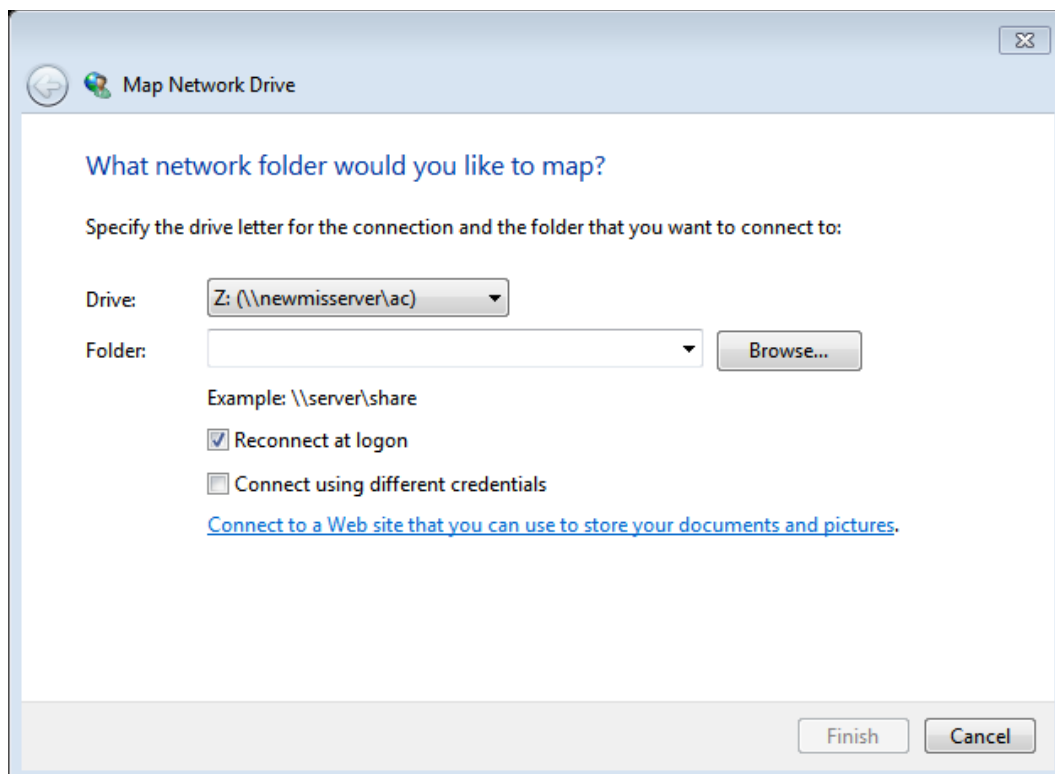 Map Network Drive
What network folder would you like to map?
Specify the drive letter for the connection and the folder that you want to connect to:
Drive: Z: (\\newmisserver\ac)
Folder: Browse...
Example: \\server\share
Reconnect at logon
Connect using different credentials
Connect to a Web site that you can use to store your documents and pictures.
Finish Cancel